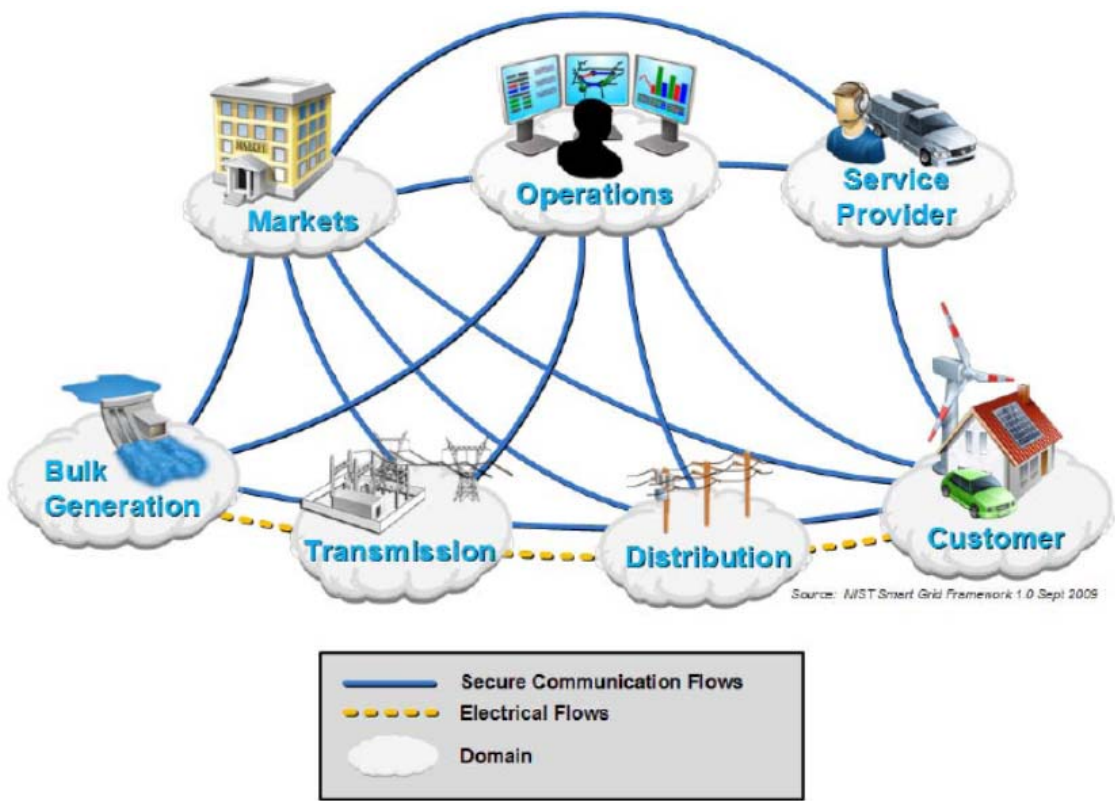 MARKET
Markets
Operations
Service
Provider
Bulk
Generation
Transmission
Distribution
Customer
Source: NIST Smart Grid Framework 1.0 Sept 2009
Secure Communication Flows
Electrical Flows
Domain